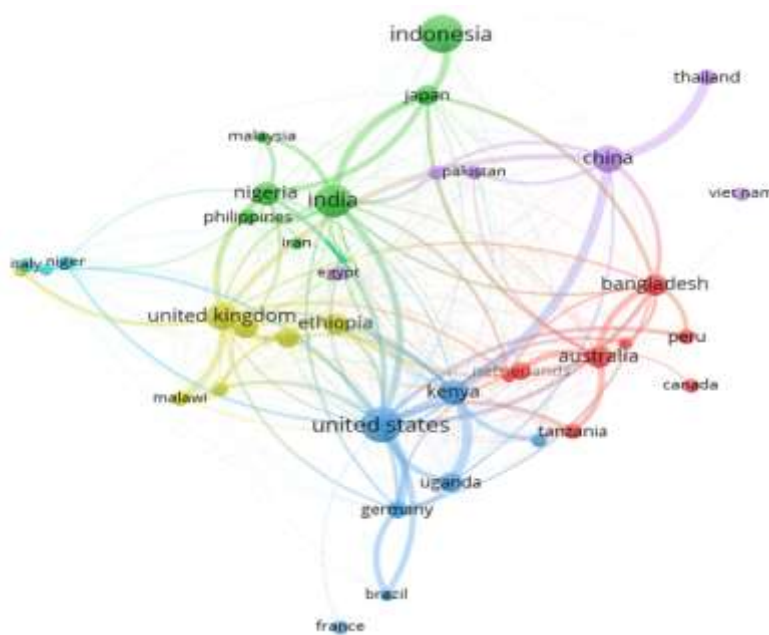 indonesia
thailand
japan
malaysia
china
pakistan
nigeria
india
viet nam
philippines
iran
italy
niger
egypt
bangladesh
united kingdom
ethiopia
peru
australia
netherlands
canada
kenya
malawi
united states
tanzania
uganda
germany
brazil
france